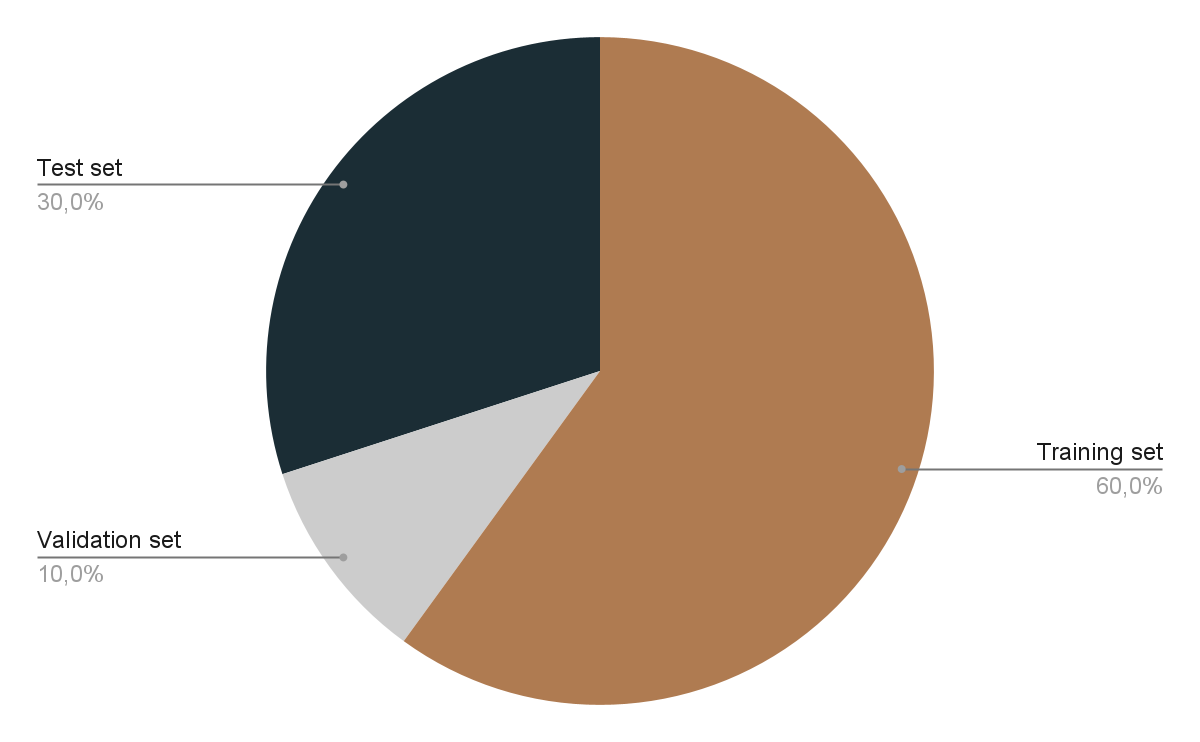 Test set
30,0%
Training set
60,0%
Validation set
10,0%